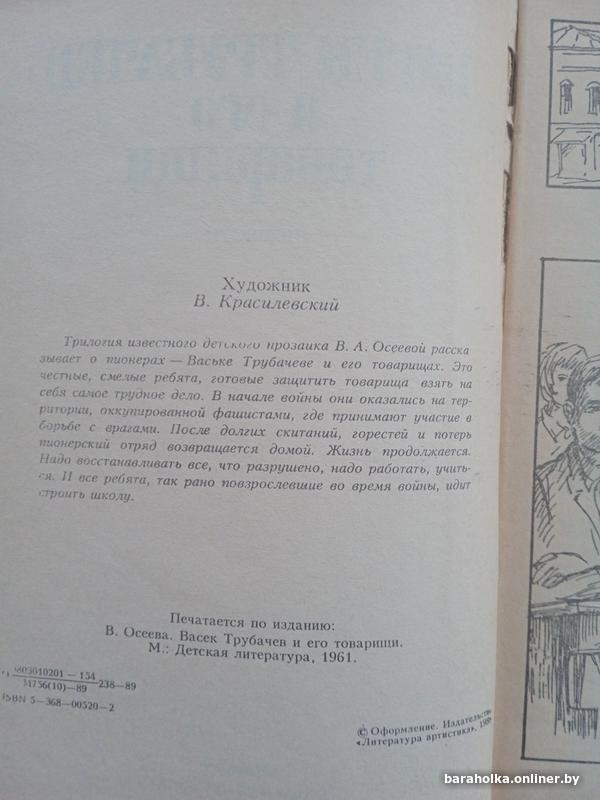 Художник
В. Красилевский
Трилогия известного детского прозаика В. А. Осеевой расска
зывает о пионерах — Ваське Трубачеве и его товарищах. Это
честные, смелые ребята, готовые защитить товарища взять на
себя самое трудное дело. В начале войны они оказались на тер-
ритории, оккупированной фашистами, где принимают участие в
борьбе с врагами. После долгих скитаний, горестей и потерь
пионерский отряд возвращается домой. Жизнь продолжается.
Надо восстанавливать все, что разрушено, надо работать, учить-
ся. И все ребята, так рано повзрослевшие во время войны, идут
строить школу.
Печатается по изданию:
В. Осеева. Васек Трубачев и его товарищи.
М.: Детская литература, 1961.
4803010201 — 154
М756(10)—89
238—89
ISBN 5—368—00520—2
© Оформление. Издательство
«Литература артистикэ», 1989
baraholka.onliner.by